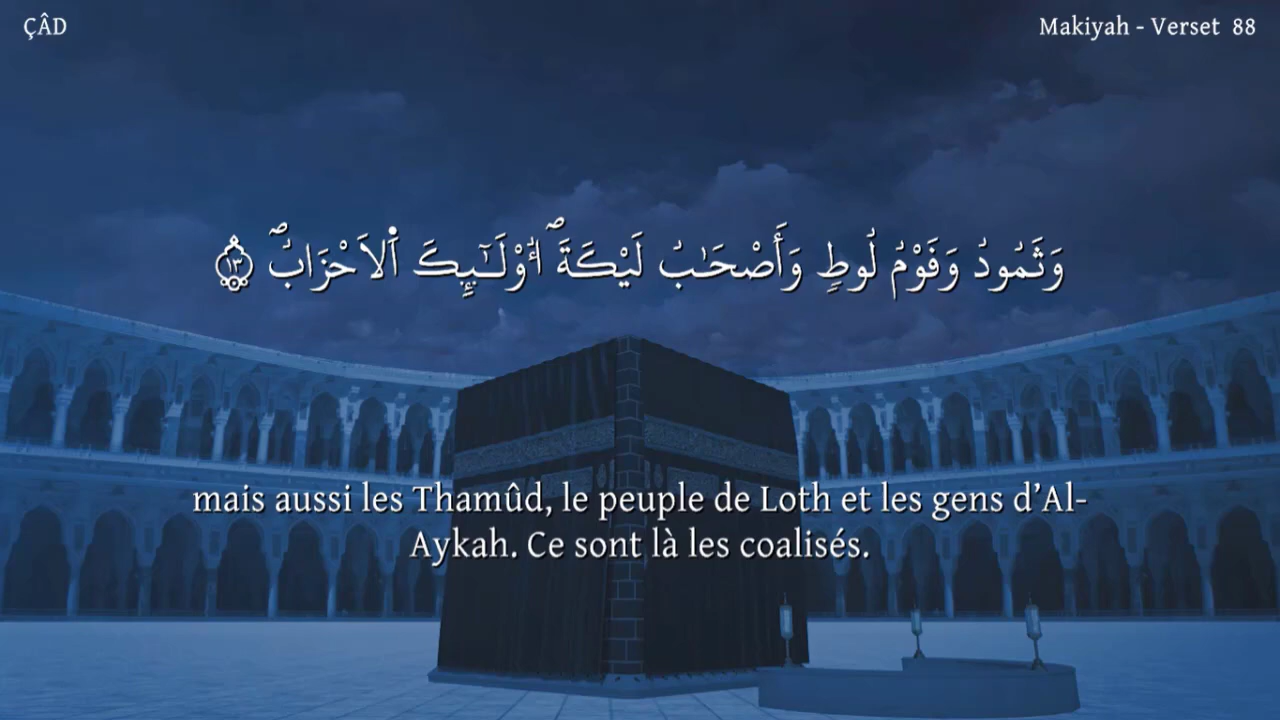 ÇÂD
Makiyah - Verset 88
وَثَمُودُ وَقَوْمُ لُوطٍ وَأَصْحَٰبُ لَيْكَةَ ۖ أُوْلَٰٓئِكَ اَ۬لَاحْزَابُ ۖ ١٣
mais aussi les Thamûd, le peuple de Loth et les gens d’Al-
Aykah. Ce sont là les coalisés.